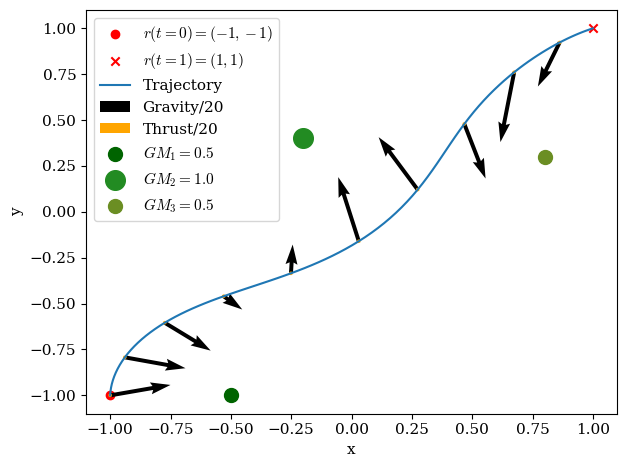 r(t = 0) = (−1, −1)
r(t = 1) = (1, 1)
Trajectory
Gravity/20
Thrust/20
GM₁ = 0.5
GM₂ = 1.0
GM₃ = 0.5
y
1.00
0.75
0.50
0.25
0.00
−0.25
−0.50
−0.75
−1.00
−1.00 −0.75 −0.50 −0.25 0.00 0.25 0.50 0.75 1.00
x